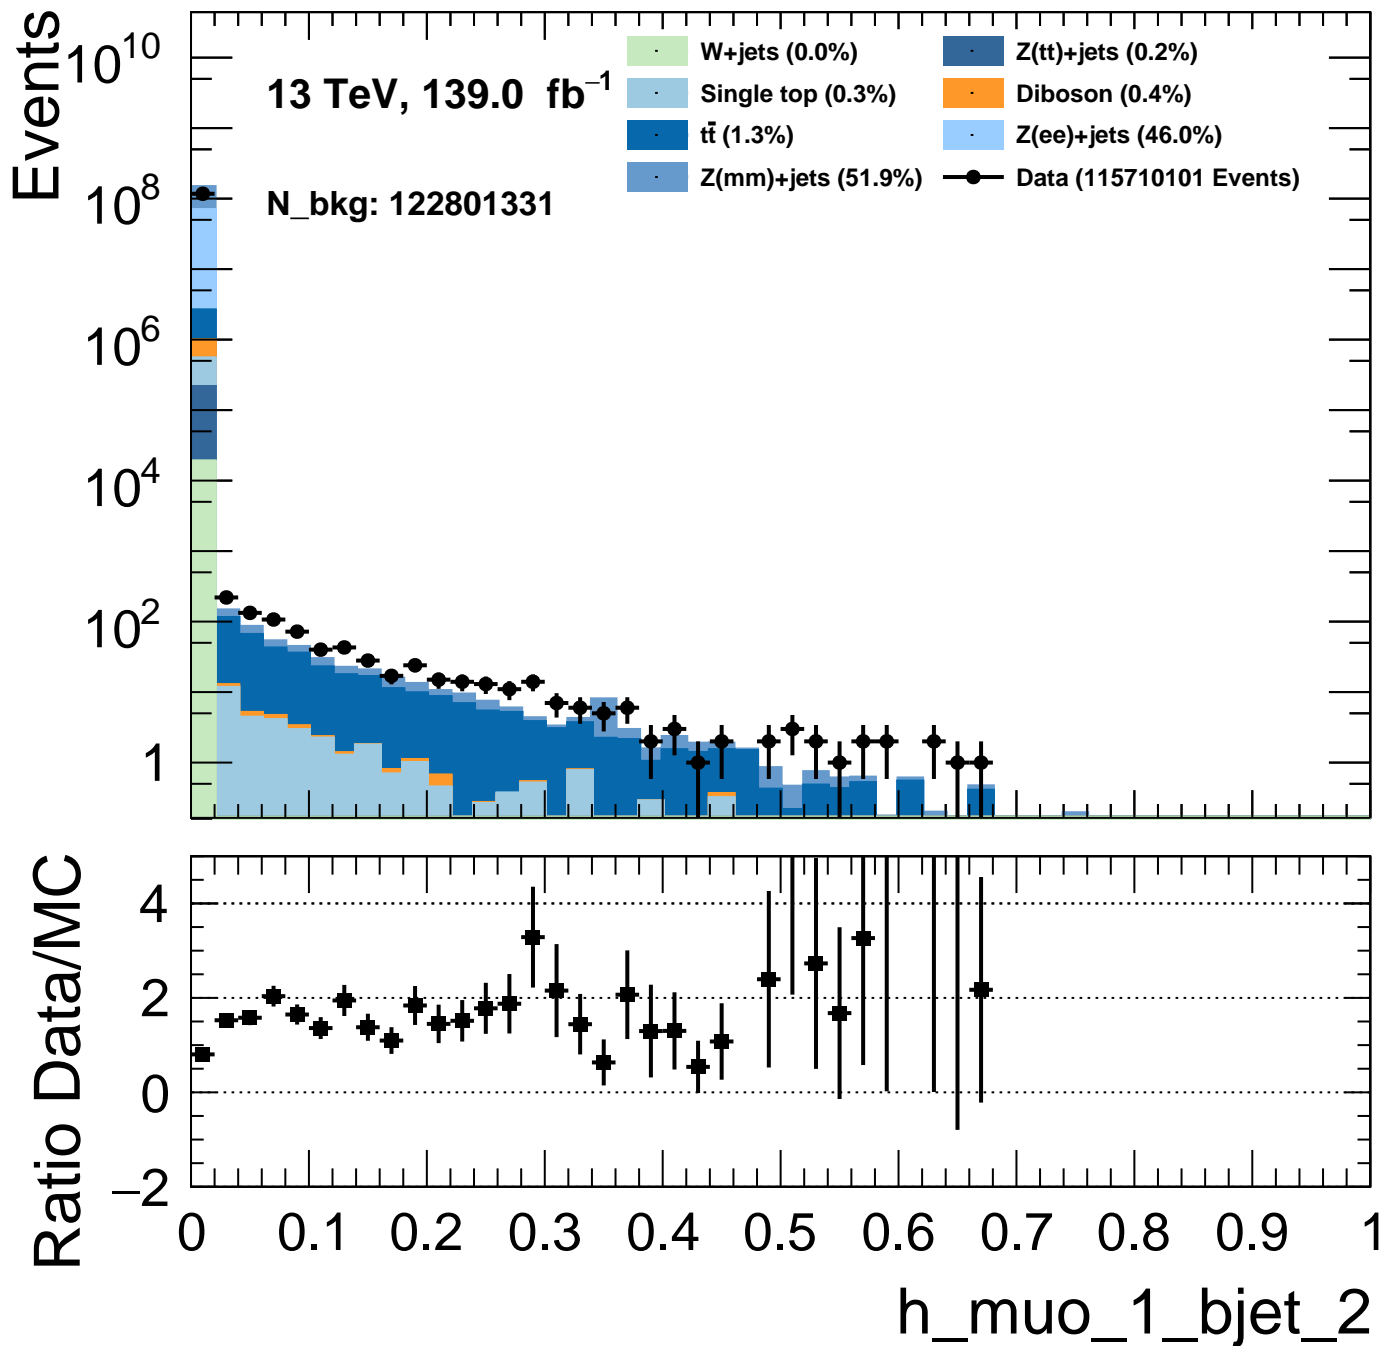 Events
10^10
10^8
10^6
10^4
10^2
1
13 TeV, 139.0 fb^−1
N_bkg: 122801331
W+jets (0.0%)
Single top (0.3%)
tt̄ (1.3%)
Z(mm)+jets (51.9%)
Z(tt)+jets (0.2%)
Diboson (0.4%)
Z(ee)+jets (46.0%)
Data (115710101 Events)
Ratio Data/MC
4
2
0
−2
0 0.1 0.2 0.3 0.4 0.5 0.6 0.7 0.8 0.9 1
h_muo_1_bjet_2